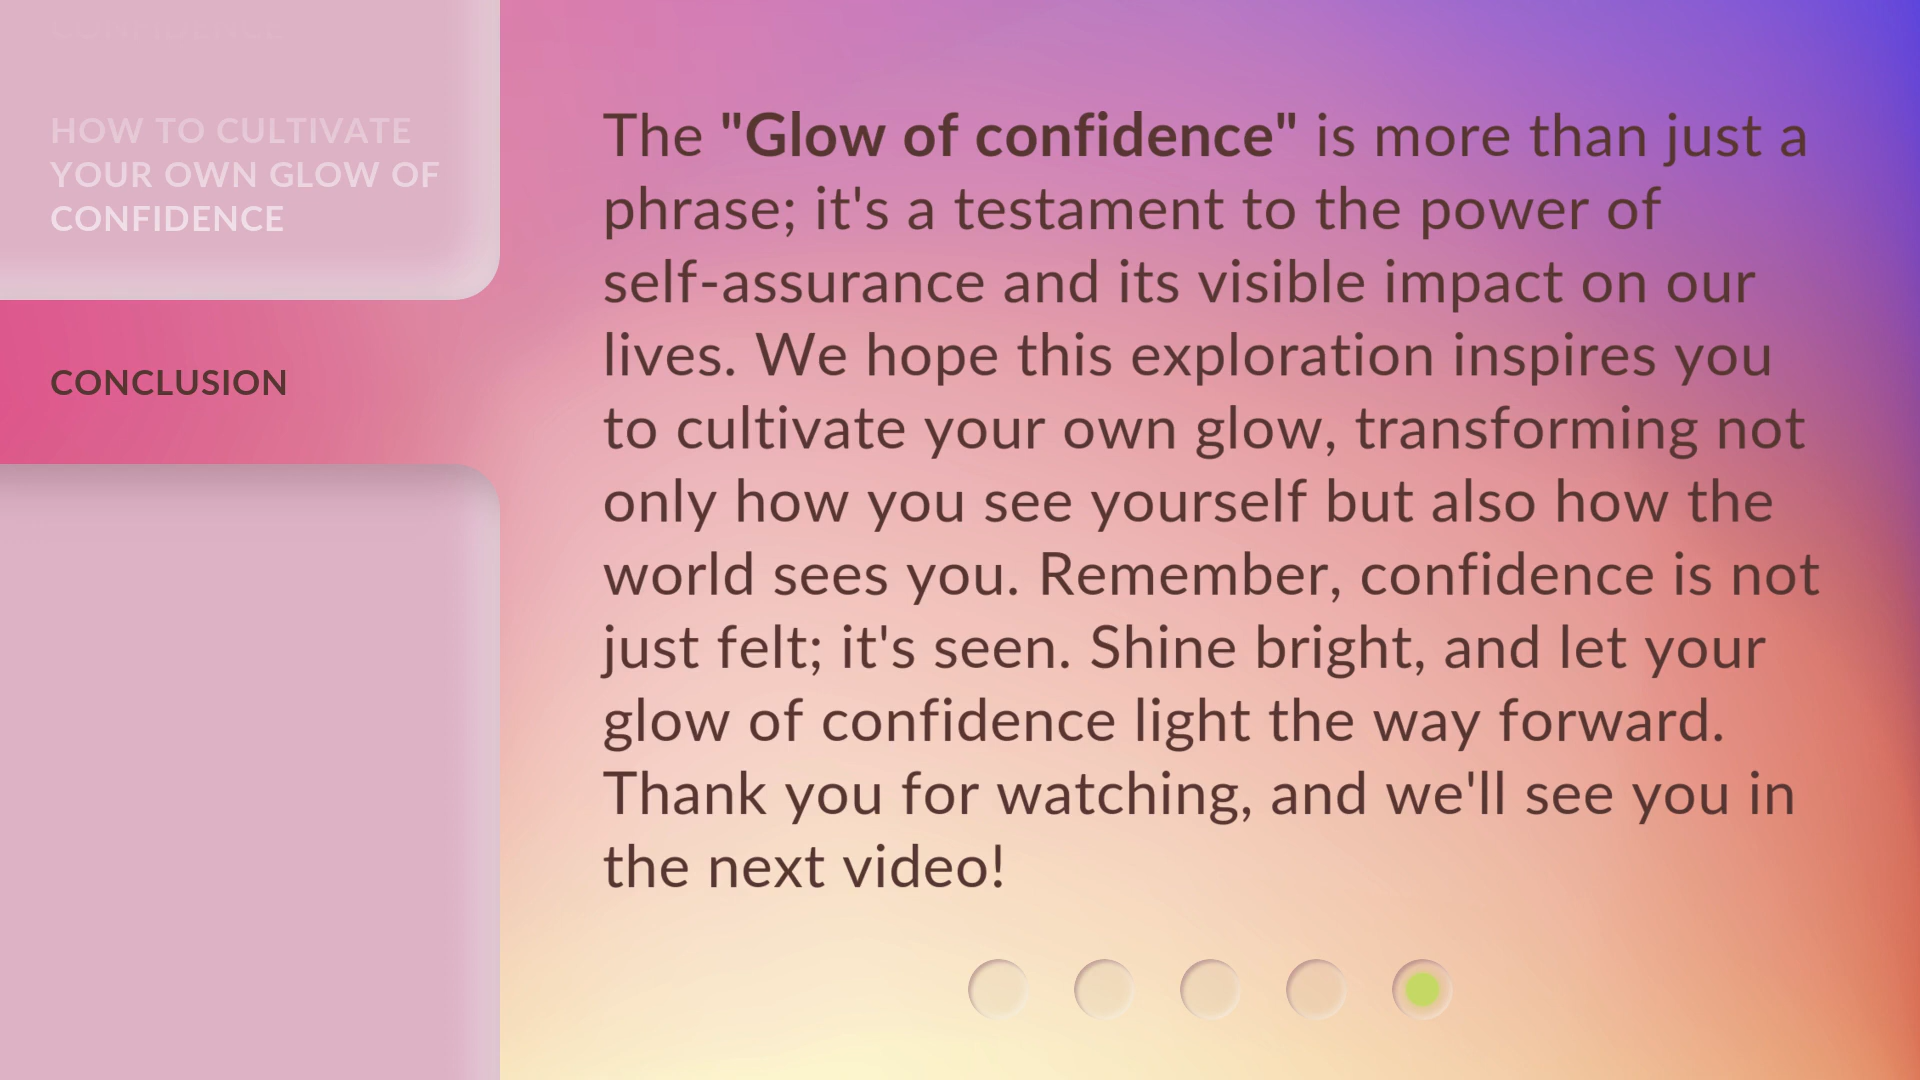 HOW TO CULTIVATE
YOUR OWN GLOW OF
CONFIDENCE
CONCLUSION
The "Glow of confidence" is more than just a
phrase; it's a testament to the power of
self-assurance and its visible impact on our
lives. We hope this exploration inspires you
to cultivate your own glow, transforming not
only how you see yourself but also how the
world sees you. Remember, confidence is not
just felt; it's seen. Shine bright, and let your
glow of confidence light the way forward.
Thank you for watching, and we'll see you in
the next video!